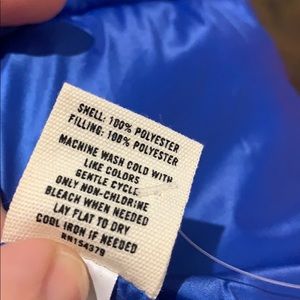 SHELL: 100% POLYESTER
FILLING: 100% POLYESTER
MACHINE WASH COLD WITH
LIKE COLORS
GENTLE CYCLE
ONLY NON-CHLORINE
BLEACH WHEN NEEDED
LAY FLAT TO DRY
COOL IRON IF NEEDED
RN154379